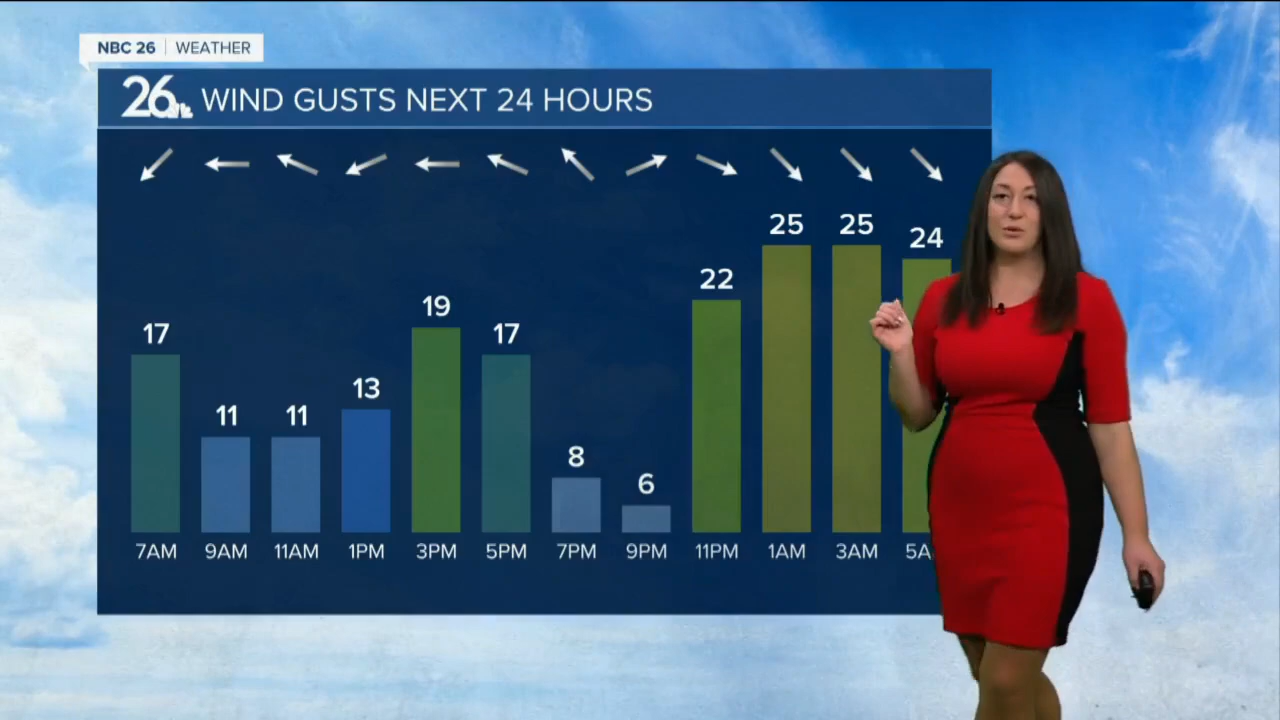 NBC 26 | WEATHER
26 WIND GUSTS NEXT 24 HOURS
17 11 11 13 19 17 8 6 22 25 25 24
7AM 9AM 11AM 1PM 3PM 5PM 7PM 9PM 11PM 1AM 3AM 5A